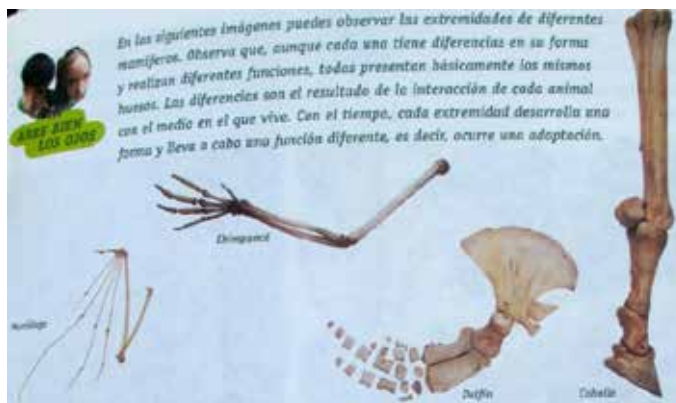 En las siguientes imágenes puedes observar las extremidades de diferentes
mamíferos. Observa que, aunque cada una tiene diferencias en su forma
y realizan diferentes funciones, todas presentan básicamente los mismos
huesos. Las diferencias son el resultado de la interacción de cada animal
con el medio en el que vive. Con el tiempo, cada extremidad desarrolla una
forma y lleva a cabo una función diferente, es decir, ocurre una adaptación.
ABRE BIEN
LOS OJOS
Chimpancé
Murciélago
Delfín
Caballo